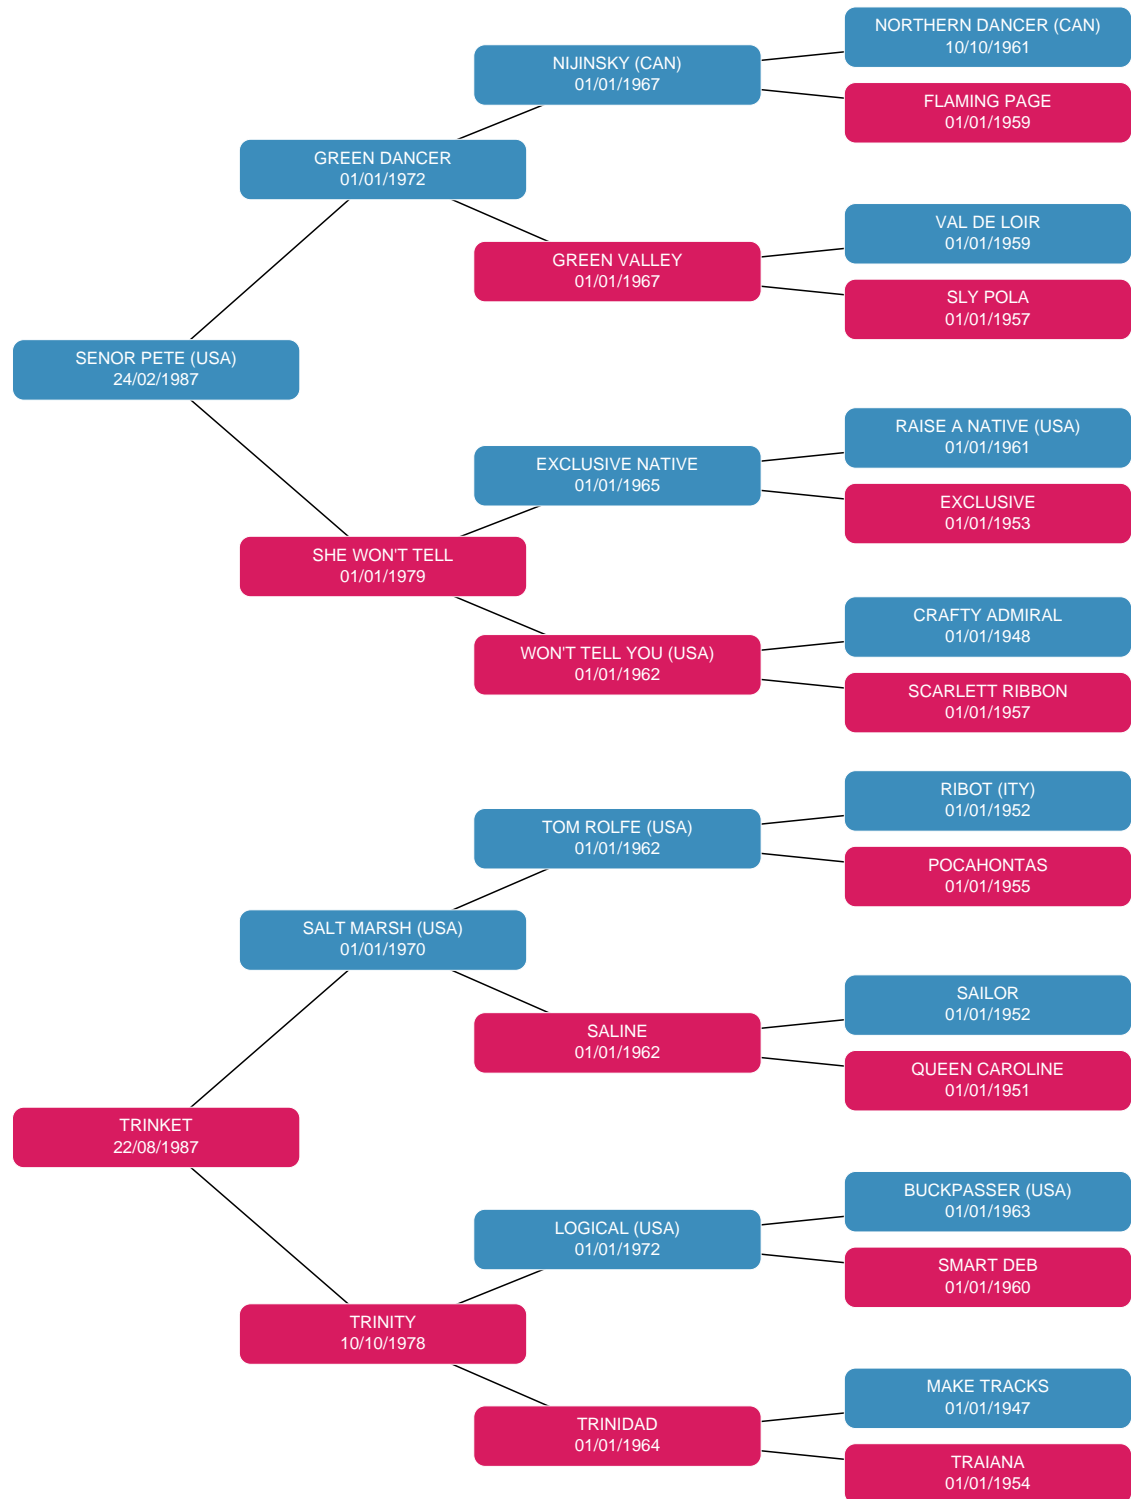 NORTHERN DANCER (CAN)
10/10/1961
NIJINSKY (CAN)
01/01/1967
FLAMING PAGE
01/01/1959
GREEN DANCER
01/01/1972
VAL DE LOIR
01/01/1959
GREEN VALLEY
01/01/1967
SLY POLA
01/01/1957
SENOR PETE (USA)
24/02/1987
RAISE A NATIVE (USA)
01/01/1961
EXCLUSIVE NATIVE
01/01/1965
EXCLUSIVE
01/01/1953
SHE WON'T TELL
01/01/1979
CRAFTY ADMIRAL
01/01/1948
WON'T TELL YOU (USA)
01/01/1962
SCARLETT RIBBON
01/01/1957
RIBOT (ITY)
01/01/1952
TOM ROLFE (USA)
01/01/1962
POCAHONTAS
01/01/1955
SALT MARSH (USA)
01/01/1970
SAILOR
01/01/1952
SALINE
01/01/1962
QUEEN CAROLINE
01/01/1951
TRINKET
22/08/1987
BUCKPASSER (USA)
01/01/1963
LOGICAL (USA)
01/01/1972
SMART DEB
01/01/1960
TRINITY
10/10/1978
MAKE TRACKS
01/01/1947
TRINIDAD
01/01/1964
TRAIANA
01/01/1954